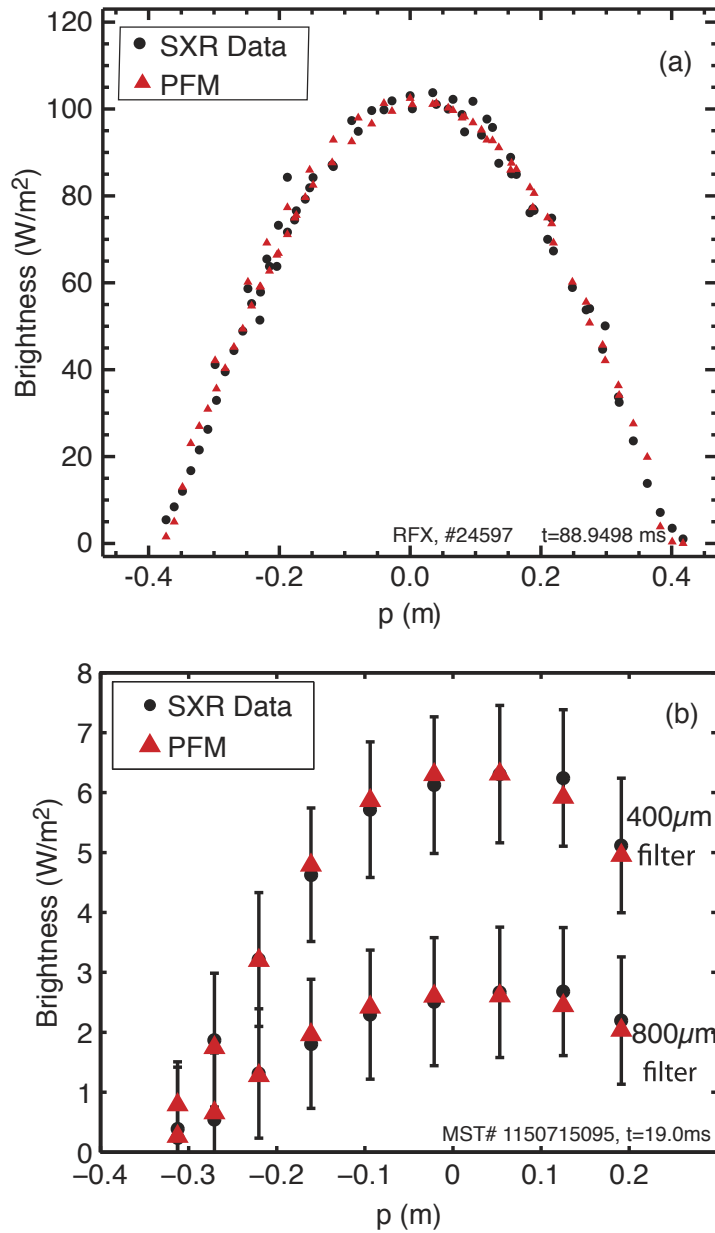 120
SXR Data
PFM
(a)
100
80
60
40
20
0
Brightness (W/m²)
RFX, #24597 t=88.9498 ms
-0.4 -0.2 0.0 0.2 0.4
p (m)
8
SXR Data
PFM
(b)
7
6
5
4
3
2
1
0
Brightness (W/m²)
400µm
filter
800µm
filter
MST# 1150715095, t=19.0ms
−0.4 −0.3 −0.2 −0.1 0 0.1 0.2
p (m)